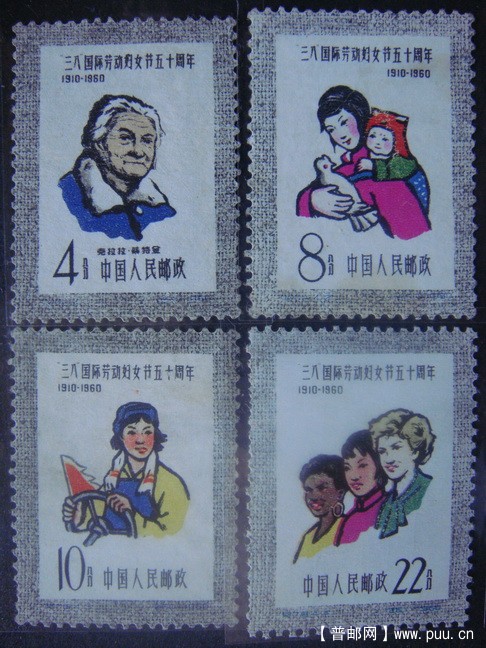 "三八"国际劳动妇女节五十周年
1910-1960
克拉拉·蔡特金
4分 中国人民邮政
"三八"国际劳动妇女节五十周年
1910-1960
8分 中国人民邮政
"三八"国际劳动妇女节五十周年
1910-1960
10分 中国人民邮政
"三八"国际劳动妇女节五十周年
1910-1960
中国人民邮政 22分
【普邮网】www.puu.cn